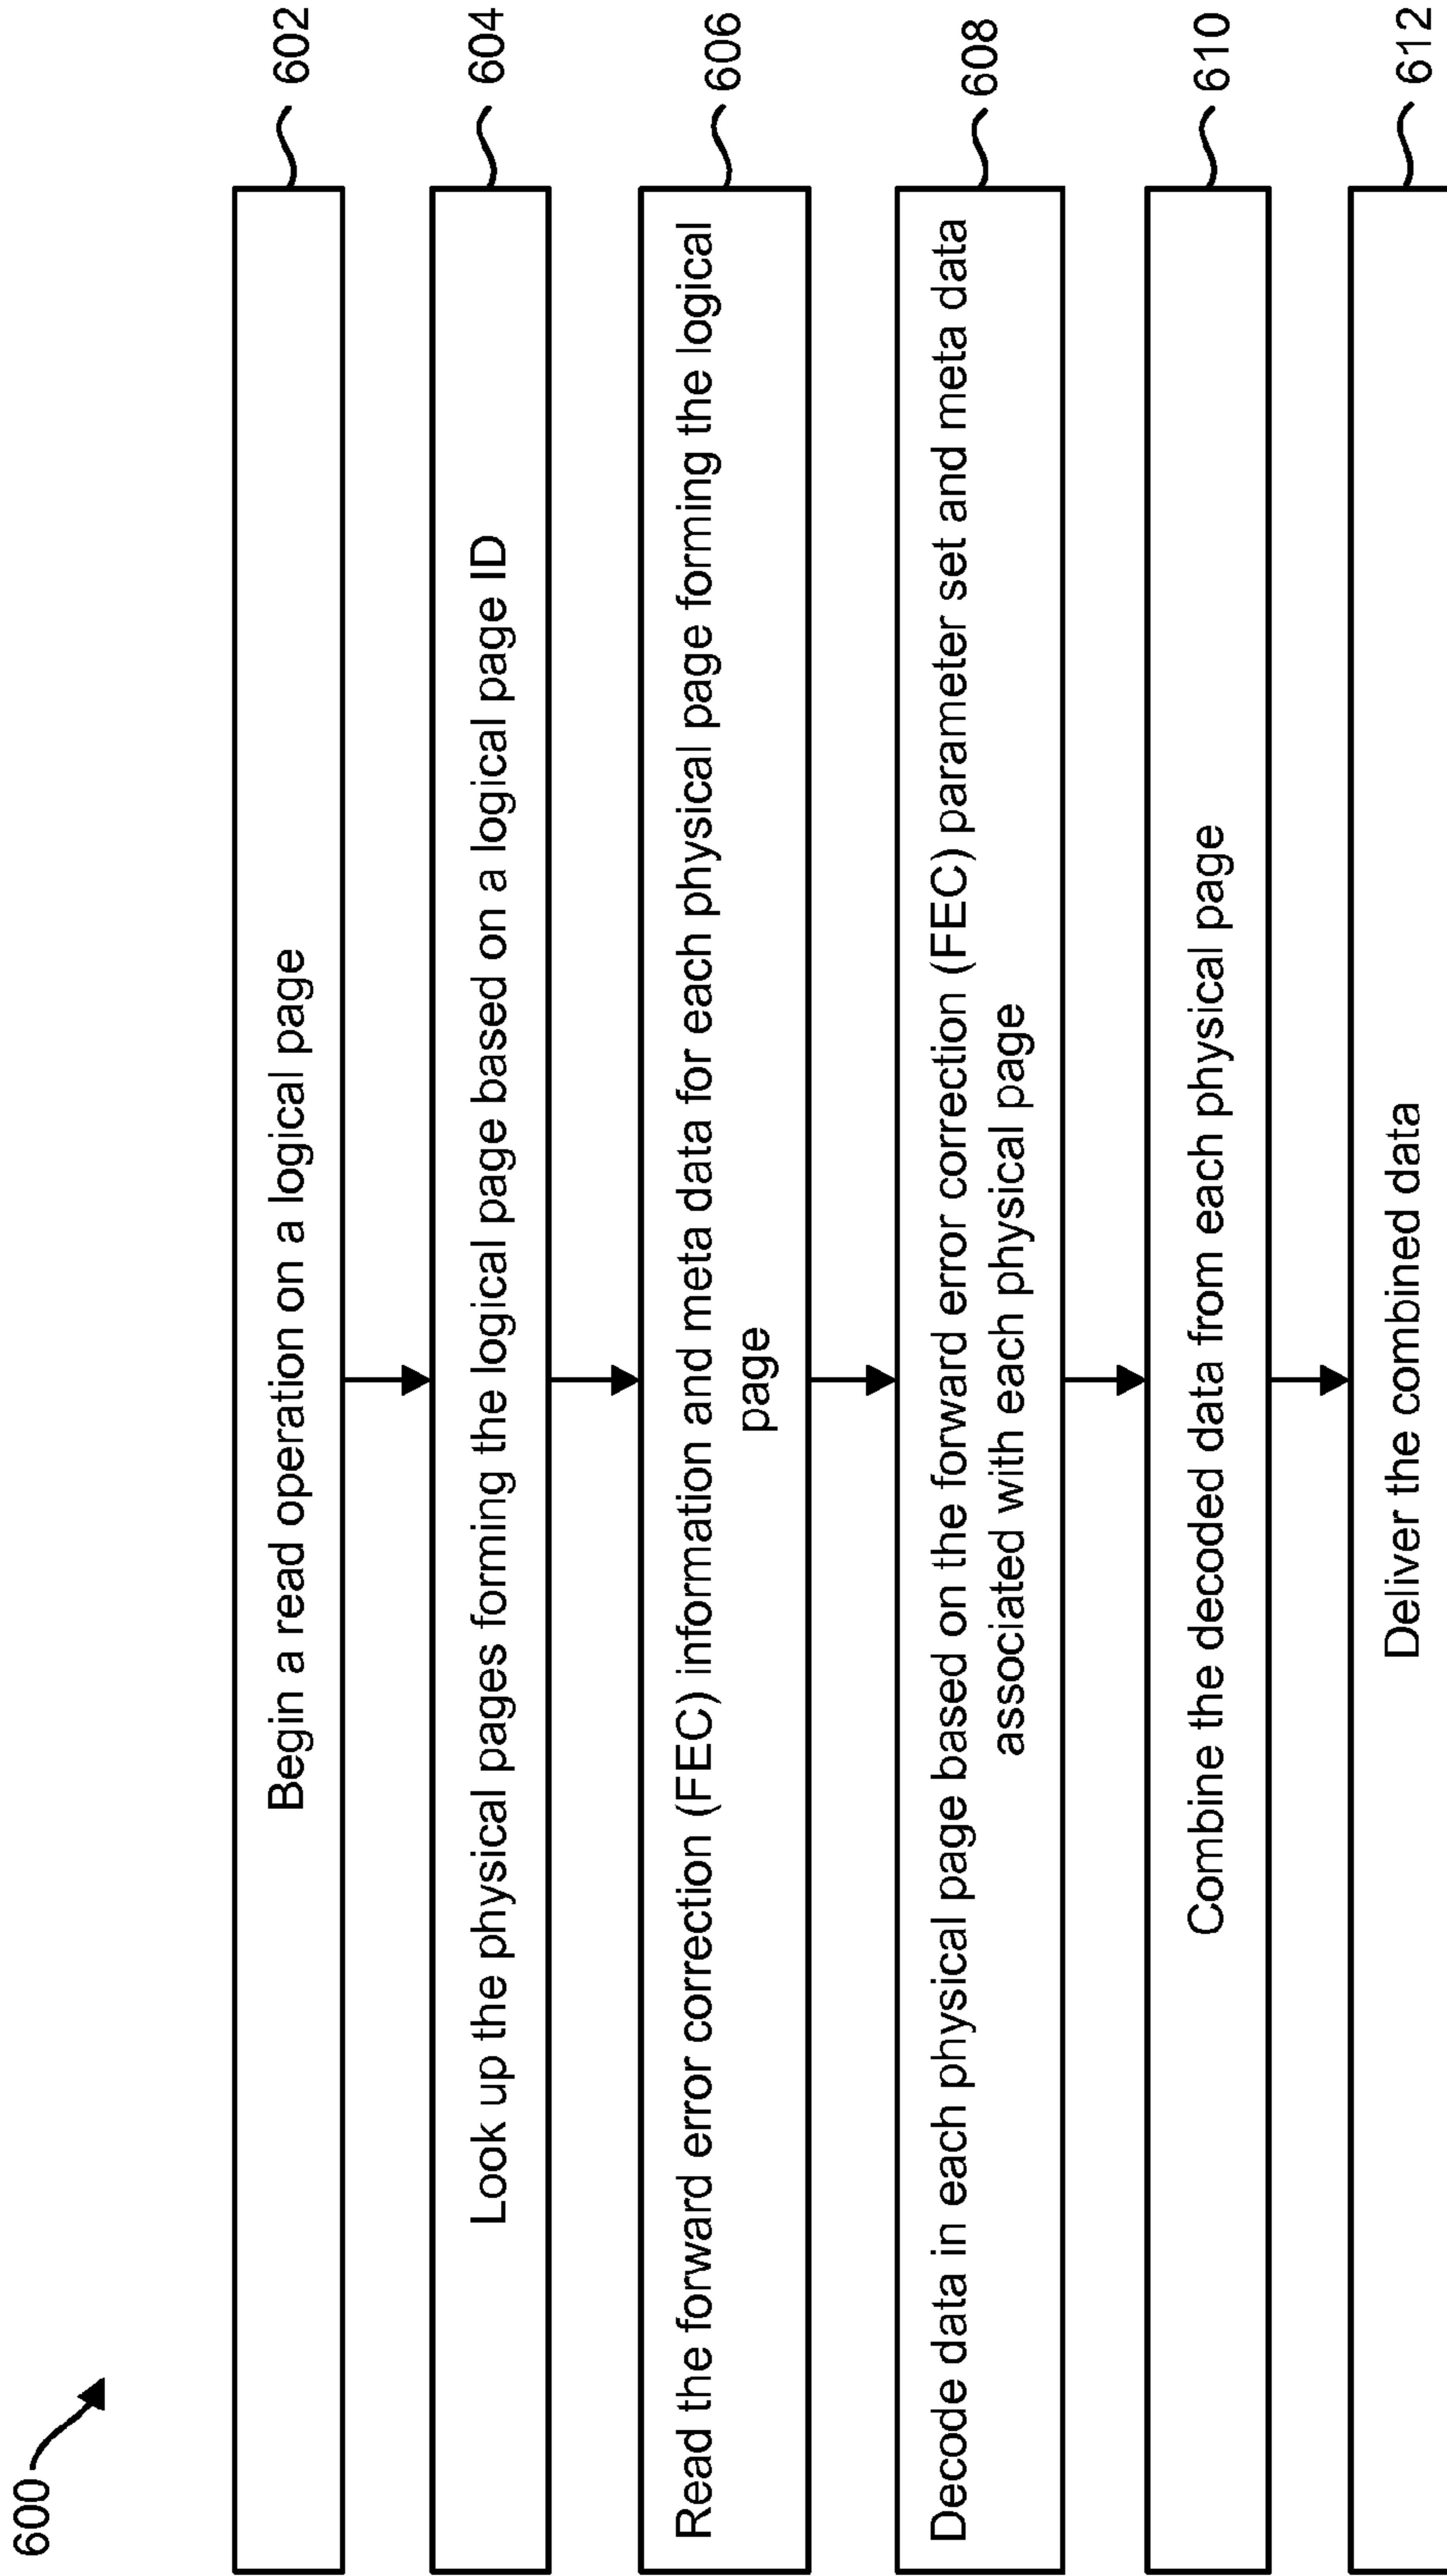 600
Begin a read operation on a logical page
602
Look up the physical pages forming the logical page based on a logical page ID
604
Read the forward error correction (FEC) information and meta data for each physical page forming the logical
page
606
Decode data in each physical page based on the forward error correction (FEC) parameter set and meta data
associated with each physical page
608
Combine the decoded data from each physical page
610
Deliver the combined data
612